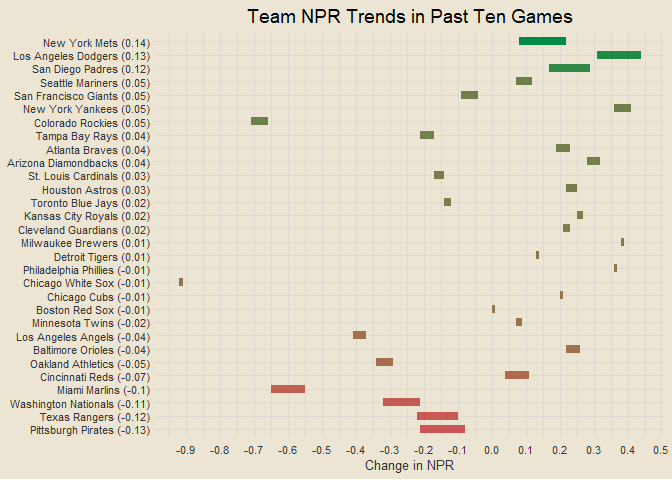 Team NPR Trends in Past Ten Games
New York Mets (0.14)
Los Angeles Dodgers (0.13)
San Diego Padres (0.12)
Seattle Mariners (0.05)
San Francisco Giants (0.05)
New York Yankees (0.05)
Colorado Rockies (0.05)
Tampa Bay Rays (0.04)
Atlanta Braves (0.04)
Arizona Diamondbacks (0.04)
St. Louis Cardinals (0.03)
Houston Astros (0.03)
Toronto Blue Jays (0.02)
Kansas City Royals (0.02)
Cleveland Guardians (0.02)
Milwaukee Brewers (0.01)
Detroit Tigers (0.01)
Philadelphia Phillies (-0.01)
Chicago White Sox (-0.01)
Chicago Cubs (-0.01)
Boston Red Sox (-0.01)
Minnesota Twins (-0.02)
Los Angeles Angels (-0.04)
Baltimore Orioles (-0.04)
Oakland Athletics (-0.05)
Cincinnati Reds (-0.07)
Miami Marlins (-0.1)
Washington Nationals (-0.11)
Texas Rangers (-0.12)
Pittsburgh Pirates (-0.13)
-0.9 -0.8 -0.7 -0.6 -0.5 -0.4 -0.3 -0.2 -0.1 0.0 0.1 0.2 0.3 0.4 0.5
Change in NPR